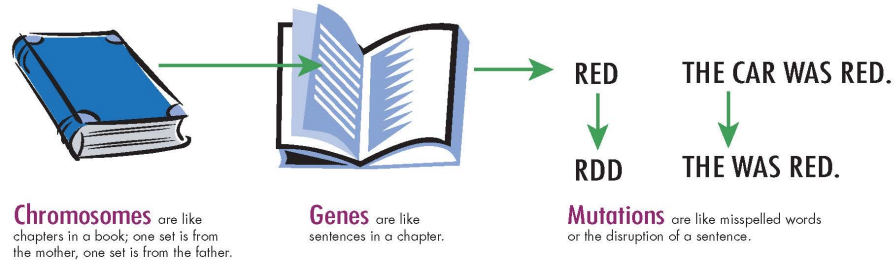 RED THE CAR WAS RED.
RDD THE WAS RED.
Chromosomes are like
chapters in a book; one set is from
the mother, one set is from the father.
Genes are like
sentences in a chapter.
Mutations are like misspelled words
or the disruption of a sentence.